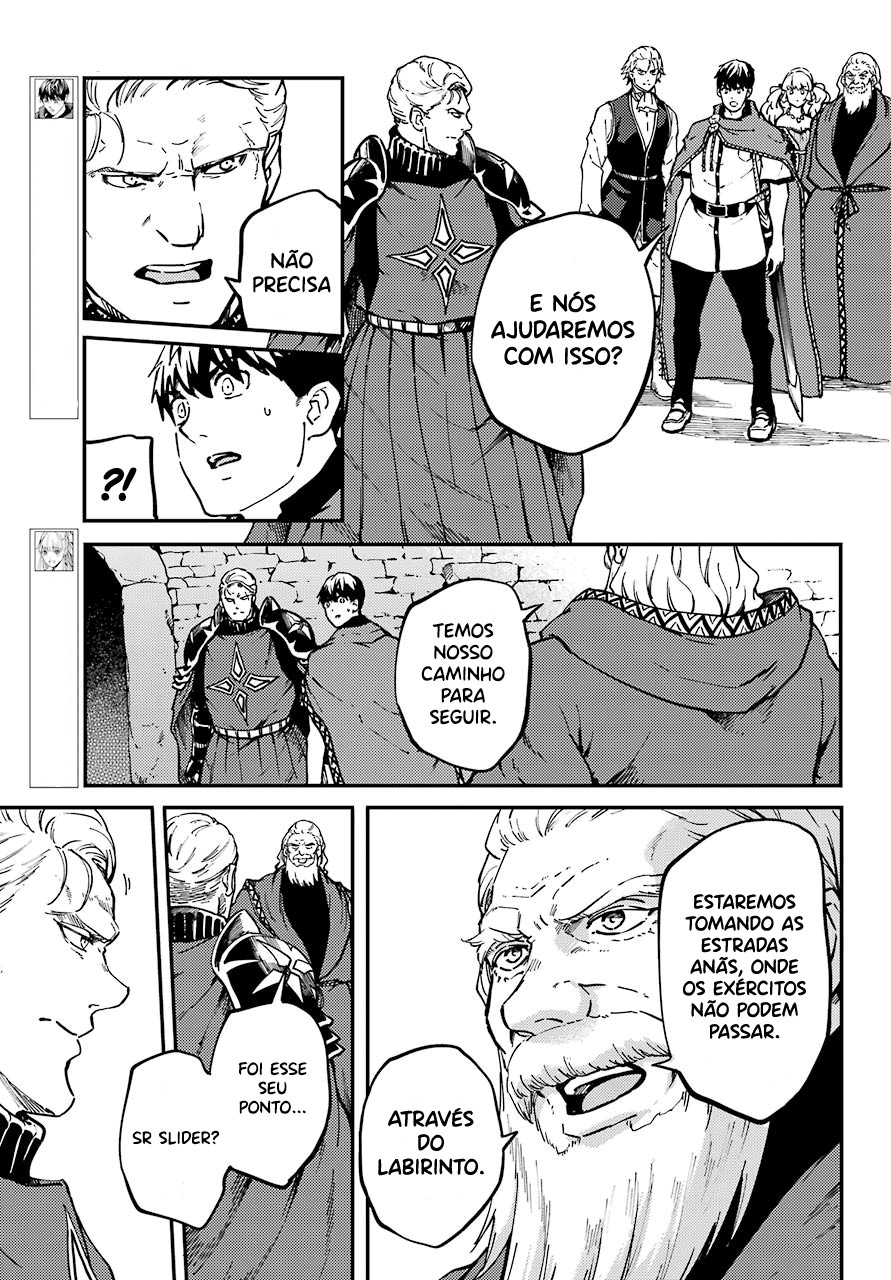 E NÓS
AJUDAREMOS
COM ISSO?
NÃO
PRECISA
?!
TEMOS
NOSSO
CAMINHO
PARA
SEGUIR.
ESTAREMOS
TOMANDO AS
ESTRADAS
ANÃS, ONDE
OS EXÉRCITOS
NÃO PODEM
PASSAR.
ATRAVÉS
DO
LABIRINTO.
FOI ESSE
SEU
PONTO...
SR SLIDER?